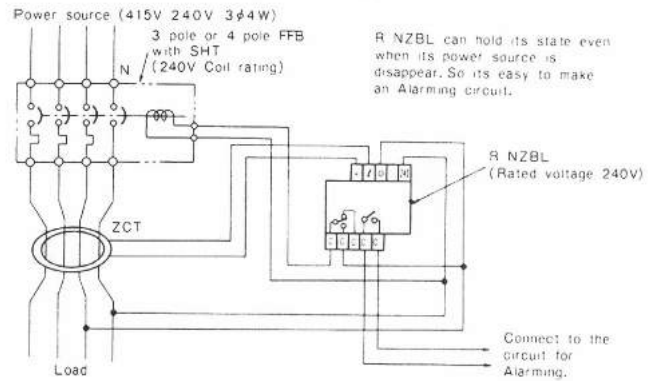 Power source (415V 240V 3φ4W)
3 pole or 4 pole FFB
with SHT
(240V Coil rating)
N
R NZBL can hold its state even
when its power source is
disappear. So its easy to make
an Alarming circuit.
R NZBL
(Rated voltage 240V)
ZCT
Connect to the
circuit for
Alarming.
Load